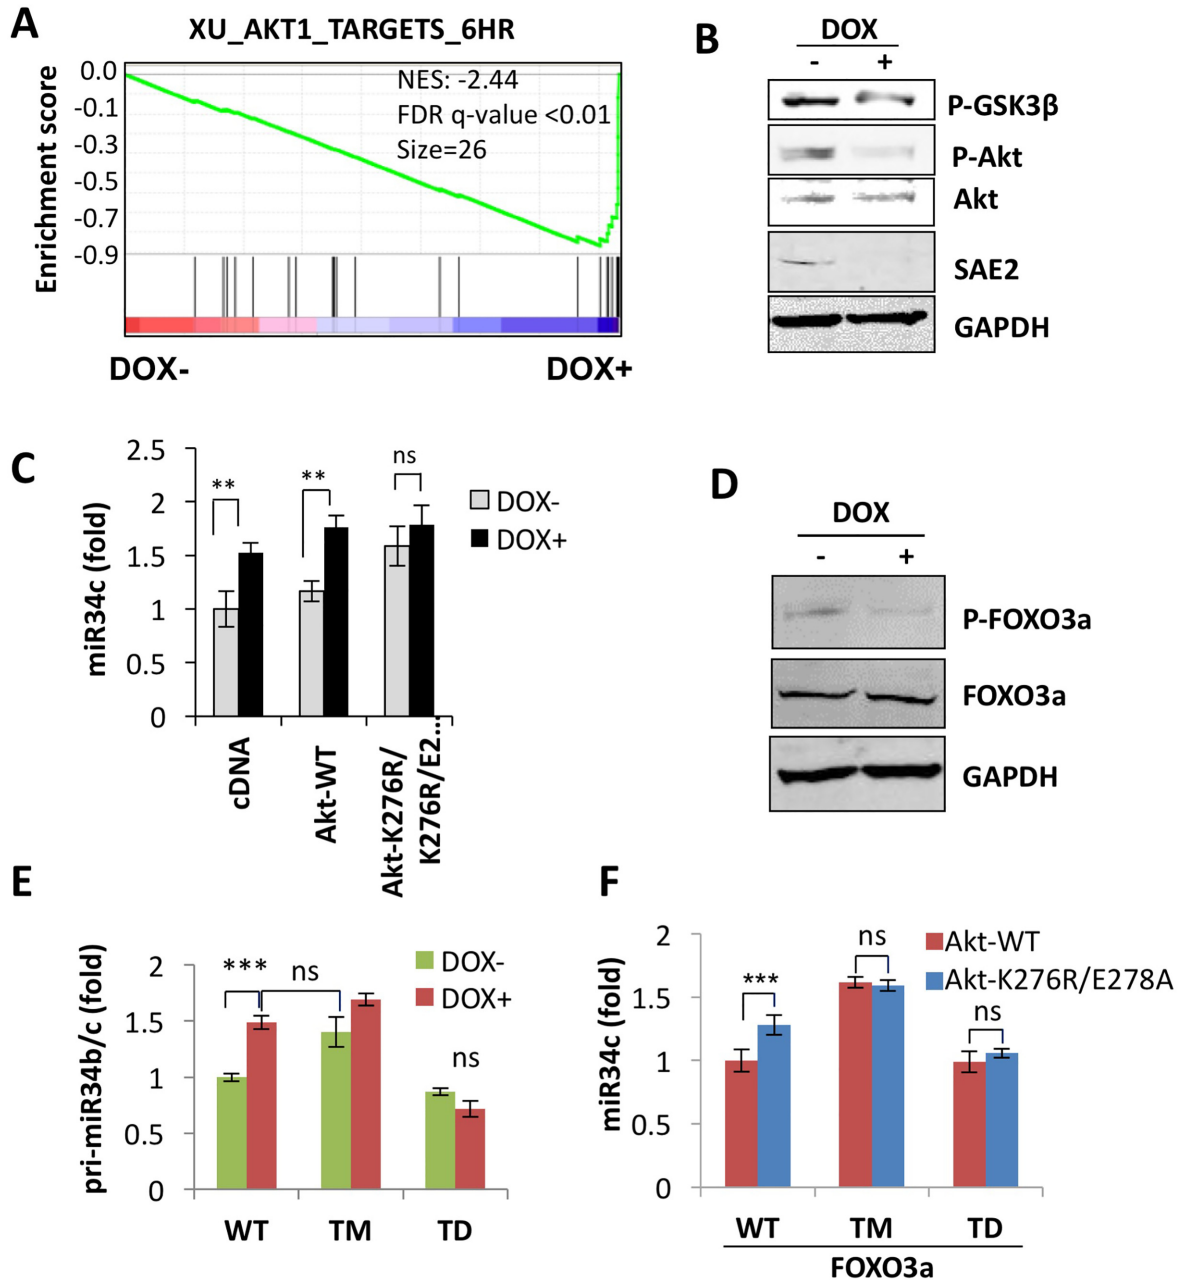 A
XU_AKT1_TARGETS_6HR
Enrichment score
0.0
-0.1
-0.3
-0.5
-0.7
-0.9
NES: -2.44
FDR q-value <0.01
Size=26
DOX-
DOX+
B
DOX
- +
P-GSK3β
P-Akt
Akt
SAE2
GAPDH
C
miR34c (fold)
2.5
2
1.5
1
0.5
0
**
**
ns
DOX-
DOX+
cDNA
Akt-WT
Akt-K276R/
K276R/E2...
D
DOX
- +
P-FOXO3a
FOXO3a
GAPDH
E
pri-miR34b/c (fold)
2
1.5
1
0.5
0
***
ns
ns
DOX-
DOX+
WT TM TD
F
miR34c (fold)
2
1.5
1
0.5
0
***
ns
ns
Akt-WT
Akt-K276R/E278A
WT TM TD
FOXO3a